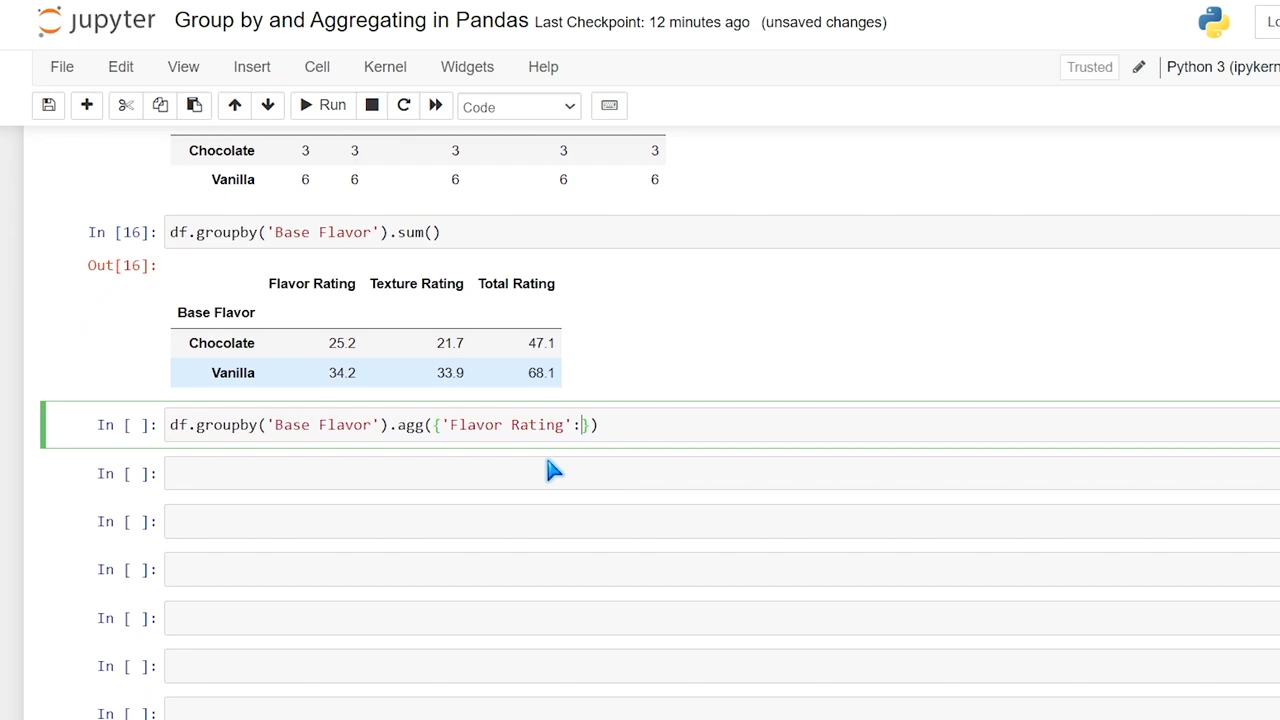 jupyter Group by and Aggregating in Pandas Last Checkpoint: 12 minutes ago (unsaved changes)
File Edit View Insert Cell Kernel Widgets Help Trusted Python 3 (ipykern
Run Code
Chocolate 3 3 3 3 3
Vanilla 6 6 6 6 6
In [16]: df.groupby('Base Flavor').sum()
Out[16]:
Flavor Rating Texture Rating Total Rating
Base Flavor
Chocolate 25.2 21.7 47.1
Vanilla 34.2 33.9 68.1
In [ ]: df.groupby('Base Flavor').agg({'Flavor Rating':})
In [ ]:
In [ ]:
In [ ]:
In [ ]:
In [ ]:
In [ ]: